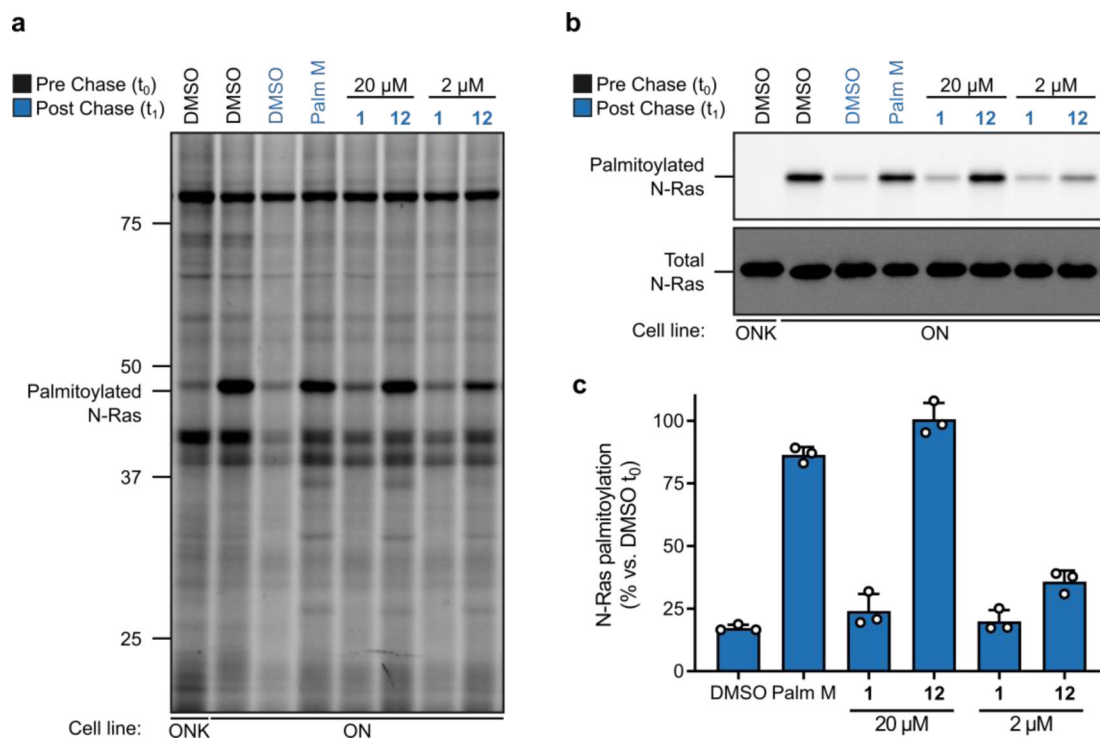 a
Pre Chase (t0)
Post Chase (t1)
DMSO
DMSO
DMSO
Palm M
20 µM
2 µM
1 12 1 12
75
50
Palmitoylated
N-Ras
37
25
Cell line: ONK ON
b
Pre Chase (t0)
Post Chase (t1)
DMSO
DMSO
DMSO
Palm M
20 µM
2 µM
1 12 1 12
Palmitoylated
N-Ras
Total
N-Ras
Cell line: ONK ON
c
N-Ras palmitoylation
(% vs. DMSO t0)
100
75
50
25
0
DMSO Palm M 1 12 1 12
20 µM 2 µM